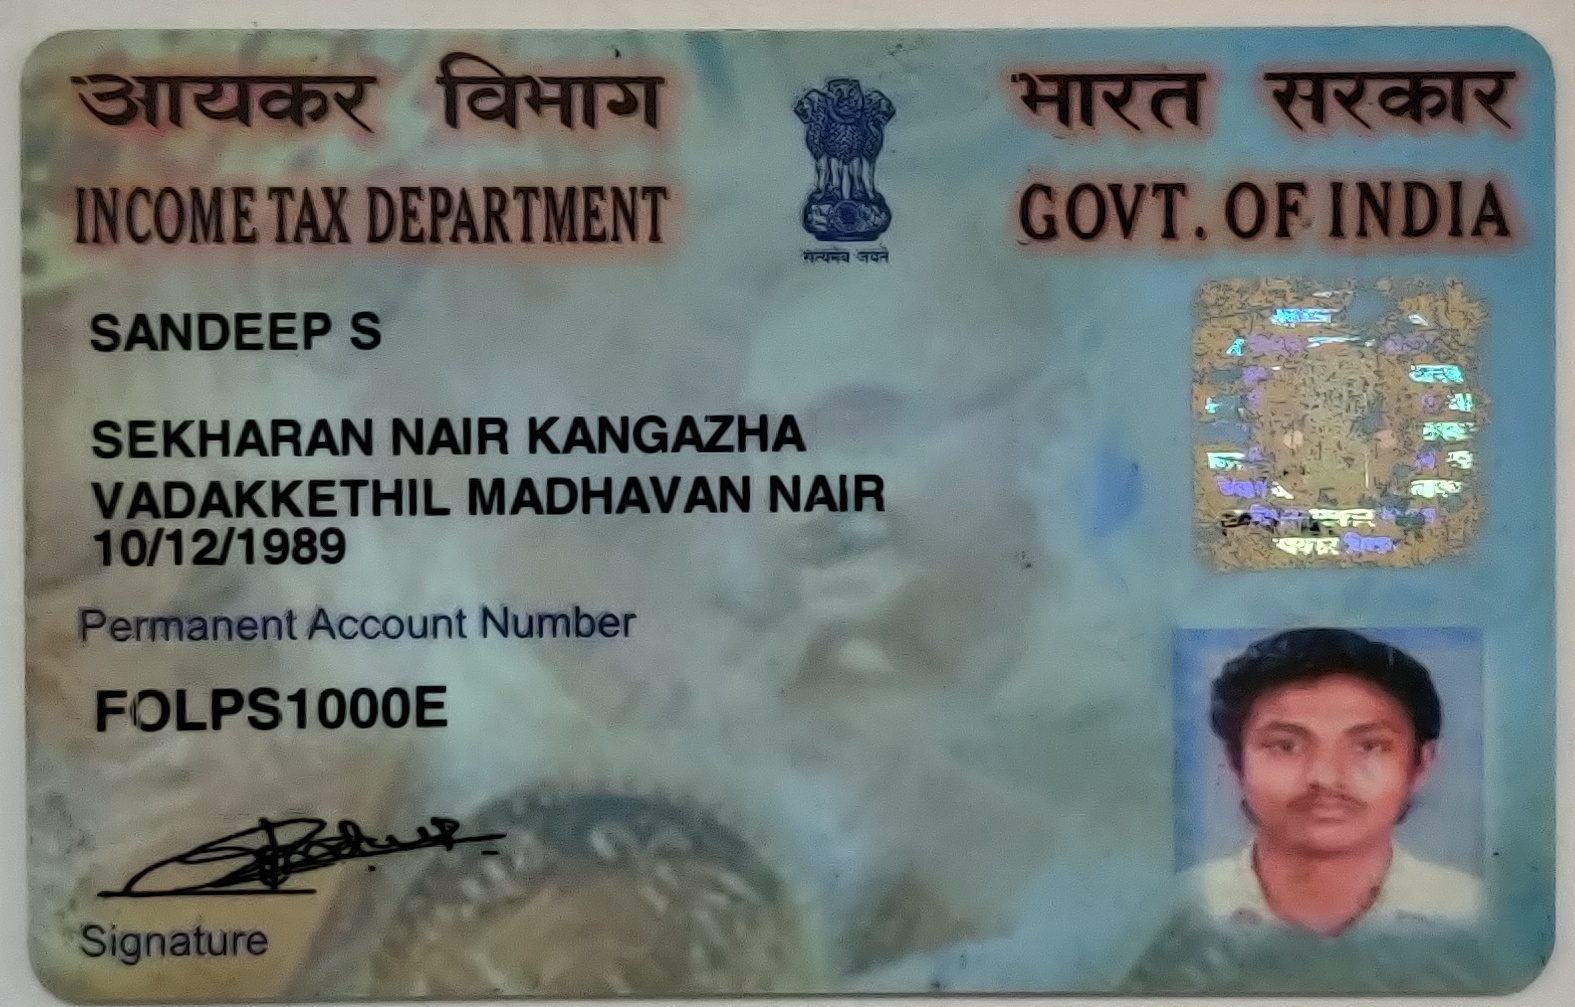 आयकर विभाग
INCOME TAX DEPARTMENT
सत्यमेव जयते
भारत सरकार
GOVT. OF INDIA
SANDEEP S
SEKHARAN NAIR KANGAZHA
VADAKKETHIL MADHAVAN NAIR
10/12/1989
Permanent Account Number
FOLPS1000E
Signature